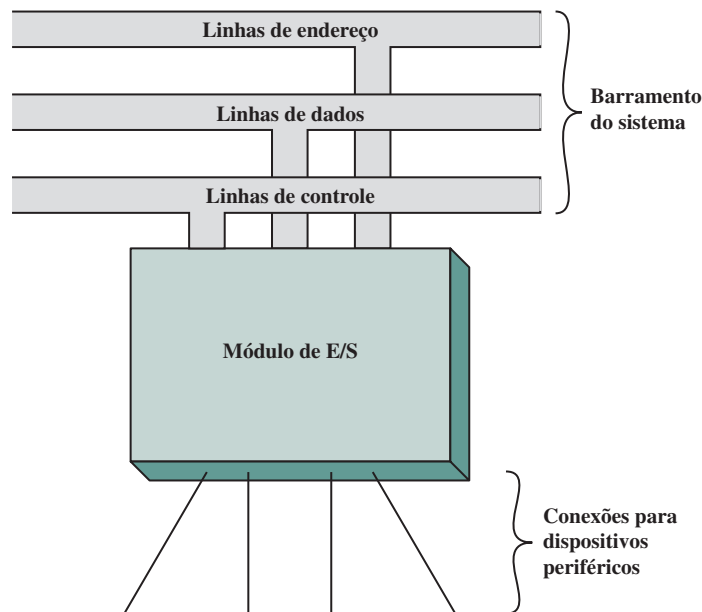 Linhas de endereço
Linhas de dados
Linhas de controle
Barramento
do sistema
Módulo de E/S
Conexões para
dispositivos
periféricos